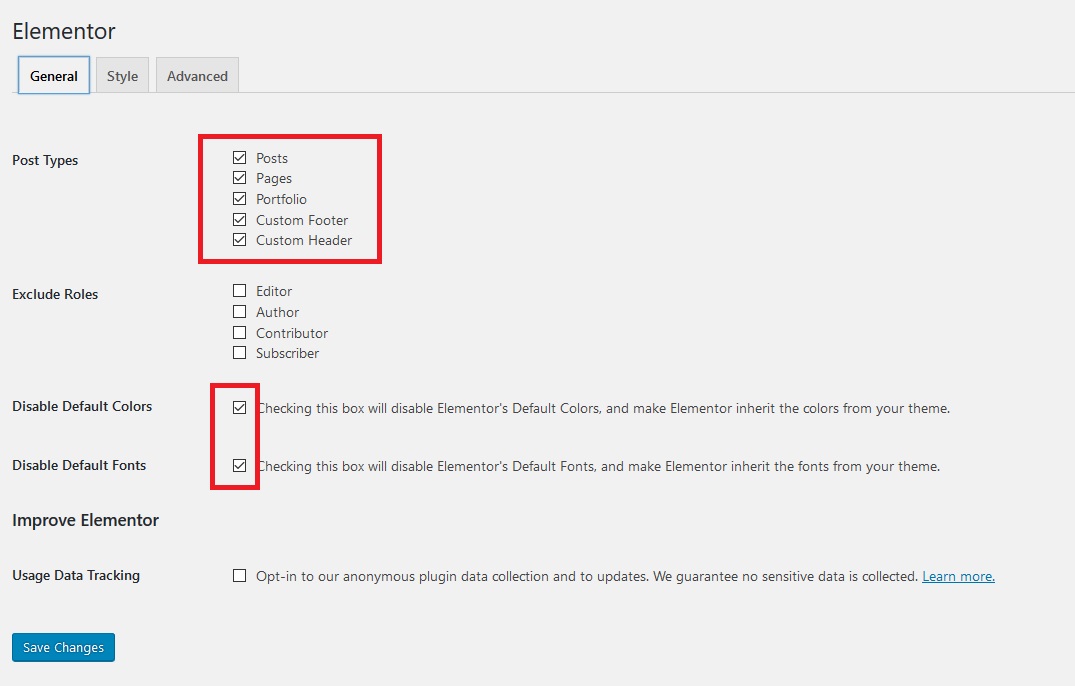 Elementor
General Style Advanced
Post Types
Posts
Pages
Portfolio
Custom Footer
Custom Header
Exclude Roles
Editor
Author
Contributor
Subscriber
Disable Default Colors
Checking this box will disable Elementor's Default Colors, and make Elementor inherit the colors from your theme.
Disable Default Fonts
Checking this box will disable Elementor's Default Fonts, and make Elementor inherit the fonts from your theme.
Improve Elementor
Usage Data Tracking
Opt-in to our anonymous plugin data collection and to updates. We guarantee no sensitive data is collected. Learn more.
Save Changes